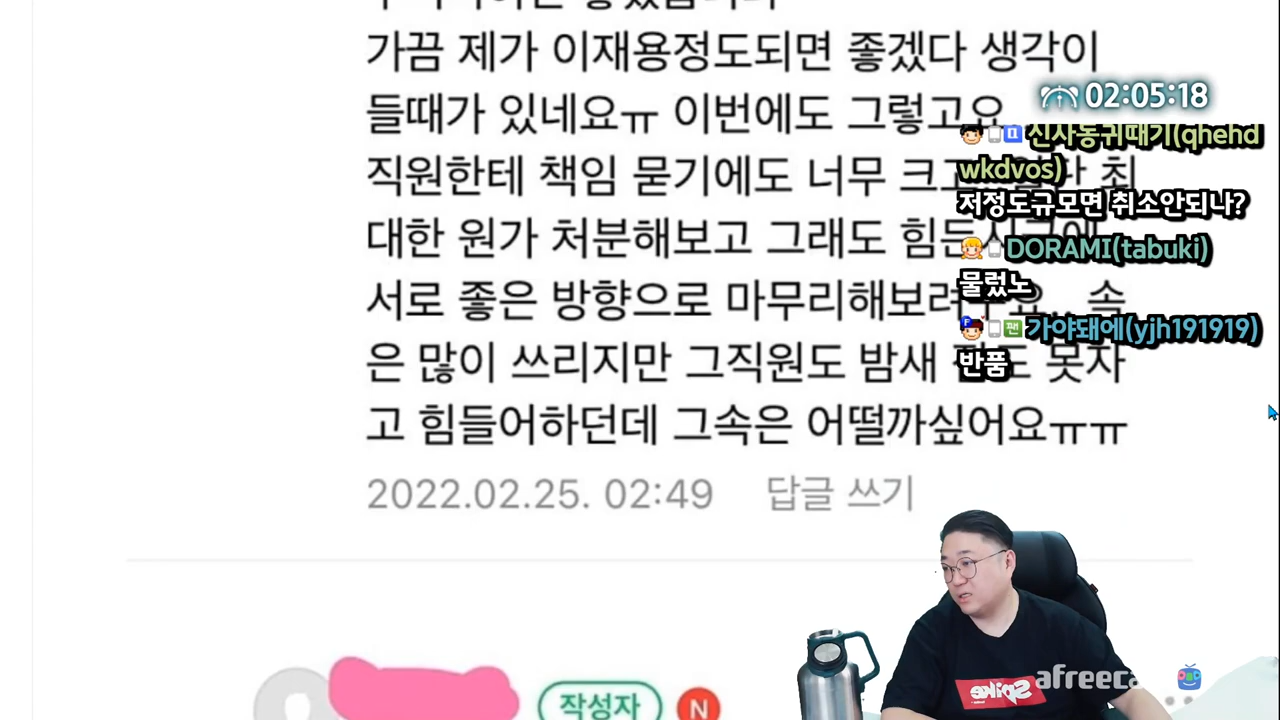 가끔 제가 이재용정도되면 좋겠다 생각이
들때가 있네요ㅠ 이번에도 그렇고요
직원한테 책임 묻기에도 너무 크고 최
대한 원가 처분해보고 그래도 힘든
서로 좋은 방향으로 마무리해보려 속
은 많이 쓰리지만 그직원도 밤새 못자
고 힘들어하던데 그속은 어떨까싶어요ㅠㅠ
2022.02.25. 02:49 답글 쓰기
작성자 N
02:05:18
신사동귀때기(qhehd
wkdvos)
저정도규모면 취소안되나?
DORAMI(tabuki)
물렀노
가야돼에(yjh191919)
반품
Spike
afreeca